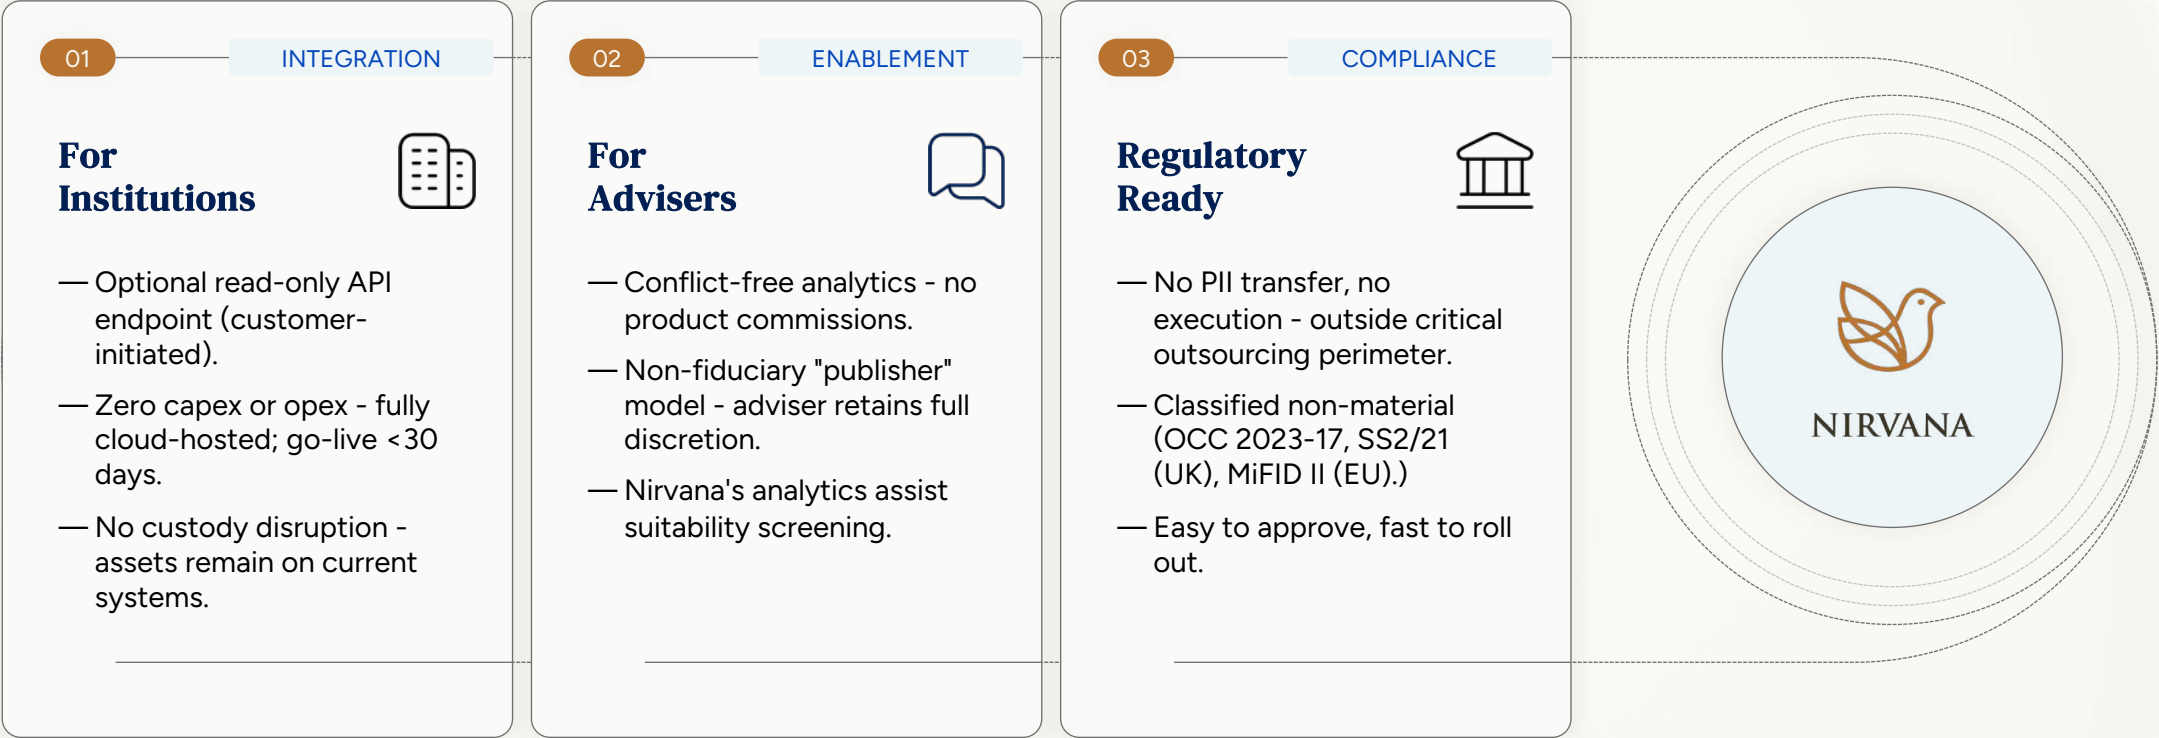 01
INTEGRATION
For
Institutions
— Optional read-only API
endpoint (customer-
initiated).
— Zero capex or opex - fully
cloud-hosted; go-live <30
days.
— No custody disruption -
assets remain on current
systems.
02
ENABLEMENT
For
Advisers
— Conflict-free analytics - no
product commissions.
— Non-fiduciary "publisher"
model - adviser retains full
discretion.
— Nirvana's analytics assist
suitability screening.
03
COMPLIANCE
Regulatory
Ready
— No PII transfer, no
execution - outside critical
outsourcing perimeter.
— Classified non-material
(OCC 2023-17, SS2/21
(UK), MiFID II (EU).)
— Easy to approve, fast to roll
out.
NIRVANA